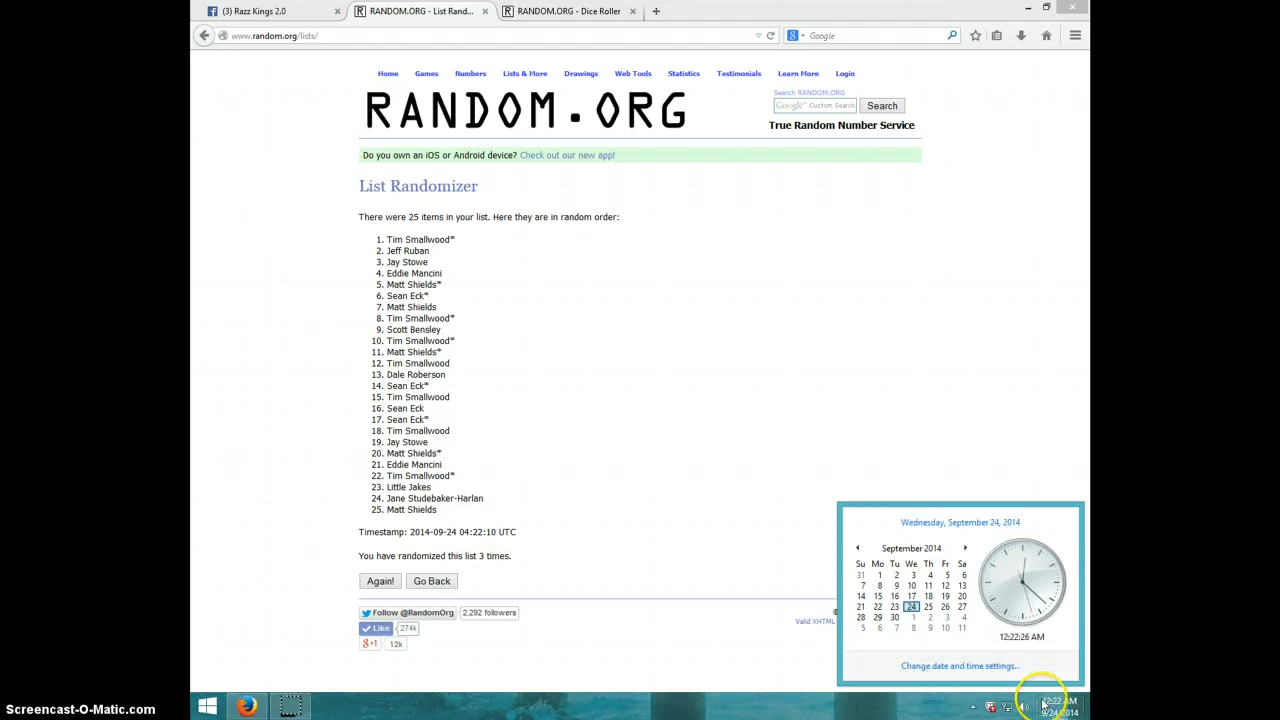 (3) Razz Kings 2.0
RANDOM.ORG - List Rand...
RANDOM.ORG - Dice Roller
www.random.org/lists/
Google
Home Games Numbers Lists & More Drawings Web Tools Statistics Testimonials Learn More Login
Search RANDOM.ORG
RANDOM.ORG
Google™ Custom Search
Search
True Random Number Service
Do you own an iOS or Android device? Check out our new app!
List Randomizer
There were 25 items in your list. Here they are in random order:
1. Tim Smallwood*
2. Jeff Ruban
3. Jay Stowe
4. Eddie Mancini
5. Matt Shields*
6. Sean Eck*
7. Matt Shields
8. Tim Smallwood*
9. Scott Bensley
10. Tim Smallwood*
11. Matt Shields*
12. Tim Smallwood
13. Dale Roberson
14. Sean Eck*
15. Tim Smallwood
16. Sean Eck
17. Sean Eck*
18. Tim Smallwood
19. Jay Stowe
20. Matt Shields*
21. Eddie Mancini
22. Tim Smallwood*
23. Little Jakes
24. Jane Studebaker-Harlan
25. Matt Shields
Timestamp: 2014-09-24 04:22:10 UTC
You have randomized this list 3 times.
Again! Go Back
Follow @RandomOrg 2,292 followers
Like 274k
g+1 12k
Valid XHTML
Wednesday, September 24, 2014
September 2014
Su Mo Tu We Th Fr Sa
31 1 2 3 4 5 6
7 8 9 10 11 12 13
14 15 16 17 18 19 20
21 22 23 24 25 26 27
28 29 30 1 2 3 4
5 6 7 8 9 10 11
12:22:26 AM
Change date and time settings...
12:22 AM
9/24/2014
Screencast-O-Matic.com